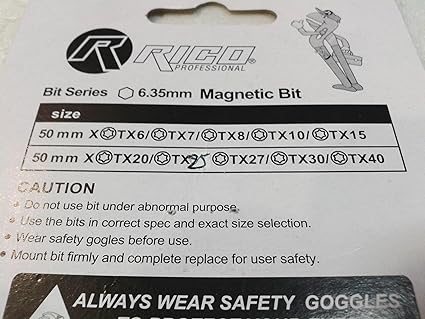 RICO®
PROFESSIONAL
Bit Series 6.35mm Magnetic Bit
size
50 mm X TX6/ TX7/ TX8/ TX10/ TX15
50 mm X TX20/ TX25 TX27/ TX30/ TX40
CAUTION
• Do not use bit under abnormal purpose.
• Use the bits in correct spec and exact size selection.
• Wear safety gogles before use.
• Mount bit firmly and complete replace for user safety.
ALWAYS WEAR SAFETY GOGGLES